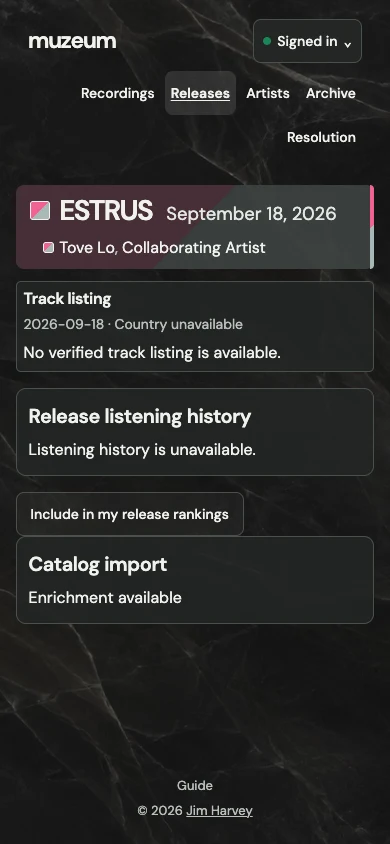 muzeum
Signed in
Recordings Releases Artists Archive
Resolution
ESTRUS September 18, 2026
Tove Lo, Collaborating Artist
Track listing
2026-09-18 · Country unavailable
No verified track listing is available.
Release listening history
Listening history is unavailable.
Include in my release rankings
Catalog import
Enrichment available
Guide
© 2026 Jim Harvey